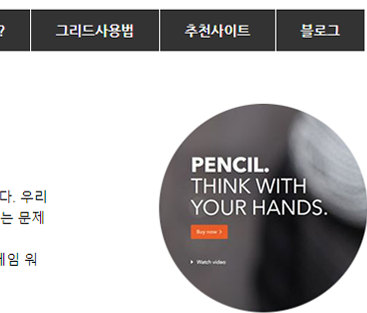 ? 그리드사용법 추천사이트 블로그
PENCIL.
THINK WITH
YOUR HANDS.
Buy now >
Watch video
다. 우리
는 문제
게임 워